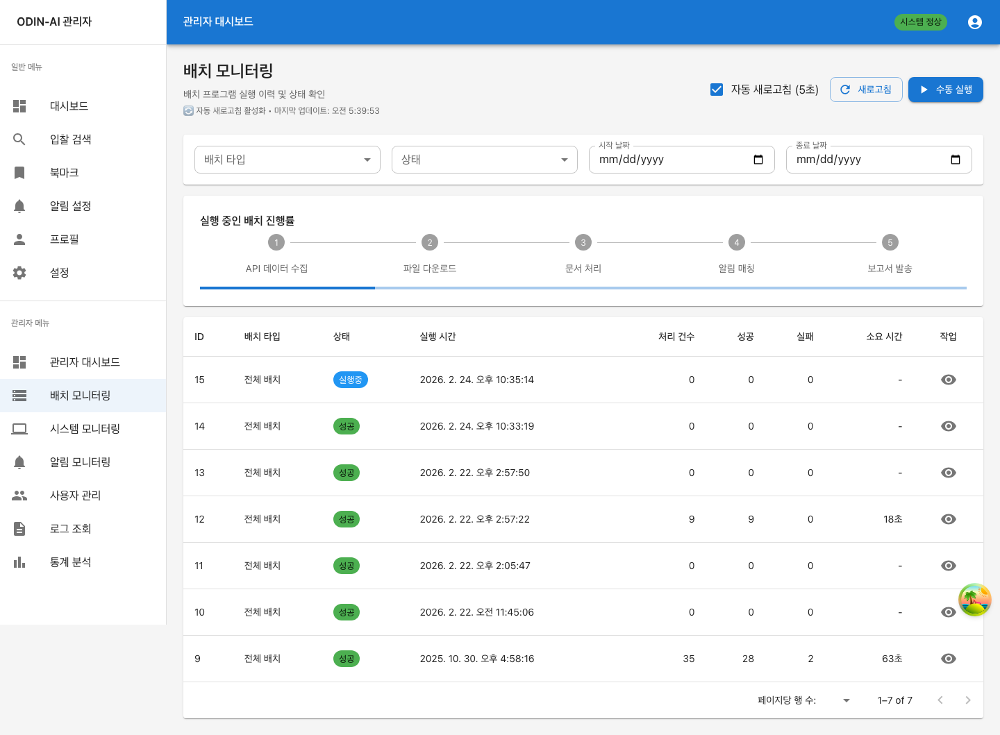 ODIN-AI 관리자
관리자 대시보드
시스템 정상
일반 메뉴
대시보드
입찰 검색
북마크
알림 설정
프로필
설정
관리자 메뉴
관리자 대시보드
배치 모니터링
시스템 모니터링
알림 모니터링
사용자 관리
로그 조회
통계 분석
배치 모니터링
배치 프로그램 실행 이력 및 상태 확인
자동 새로고침 활성화 • 마지막 업데이트: 오전 5:39:53
자동 새로고침 (5초)
새로고침
수동 실행
배치 타입
상태
시작 날짜
mm/dd/yyyy
종료 날짜
mm/dd/yyyy
실행 중인 배치 진행률
1 2 3 4 5
API 데이터 수집 파일 다운로드 문서 처리 알림 매칭 보고서 발송
ID 배치 타입 상태 실행 시간 처리 건수 성공 실패 소요 시간 작업
15 전체 배치 실행중 2026. 2. 24. 오후 10:35:14 0 0 0 -
14 전체 배치 성공 2026. 2. 24. 오후 10:33:19 0 0 0 -
13 전체 배치 성공 2026. 2. 22. 오후 2:57:50 0 0 0 -
12 전체 배치 성공 2026. 2. 22. 오후 2:57:22 9 9 0 18초
11 전체 배치 성공 2026. 2. 22. 오후 2:05:47 0 0 0 -
10 전체 배치 성공 2026. 2. 22. 오전 11:45:06 0 0 0 -
9 전체 배치 성공 2025. 10. 30. 오후 4:58:16 35 28 2 63초
페이지당 행 수: 1–7 of 7